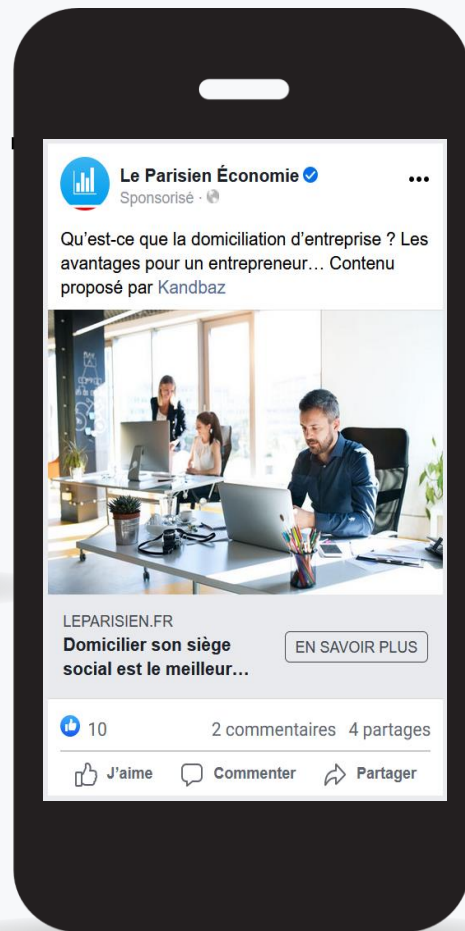 Le Parisien Économie
Sponsorisé ·
Qu'est-ce que la domiciliation d'entreprise ? Les
avantages pour un entrepreneur… Contenu
proposé par Kandbaz
LEPARISIEN.FR
Domicilier son siège
social est le meilleur…
EN SAVOIR PLUS
10
2 commentaires 4 partages
J'aime Commenter Partager